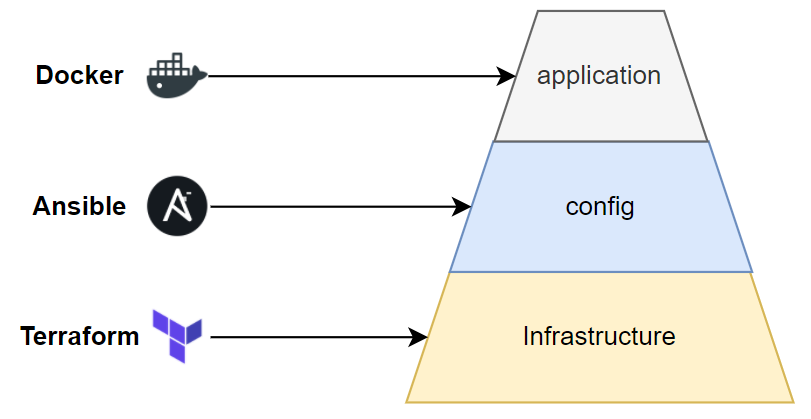 Docker
application
Ansible
config
Terraform
Infrastructure